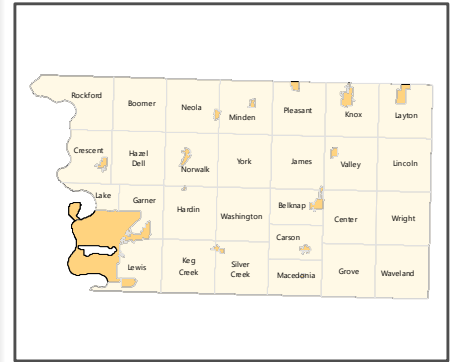 Rockford
Boomer
Neola
Minden
Pleasant
Knox
Layton
Crescent
Hazel
Dell
Norwalk
York
James
Valley
Lincoln
Lake
Garner
Hardin
Washington
Belknap
Center
Wright
Carson
Lewis
Keg
Creek
Silver
Creek
Macedonia
Grove
Waveland